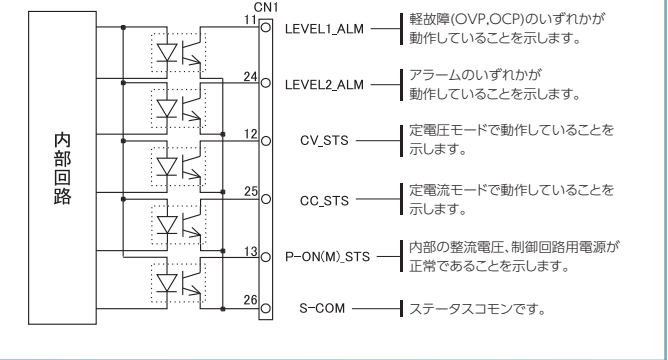 CN1
11 LEVEL1_ALM 軽故障(OVP,OCP)のいずれかが
動作していることを示します。
24 LEVEL2_ALM アラームのいずれかが
動作していることを示します。
内部回路
12 CV_STS 定電圧モードで動作していることを
示します。
25 CC_STS 定電流モードで動作していることを
示します。
13 P-ON(M)_STS 内部の整流電圧、制御回路用電源が
正常であることを示します。
26 S-COM ステータスコモンです。